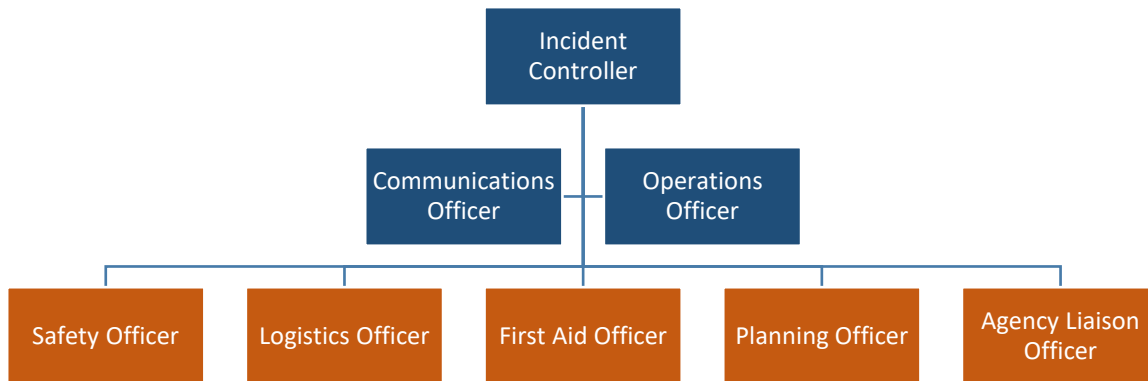 Incident
Controller
Communications
Officer
Operations
Officer
Safety Officer
Logistics Officer
First Aid Officer
Planning Officer
Agency Liaison
Officer